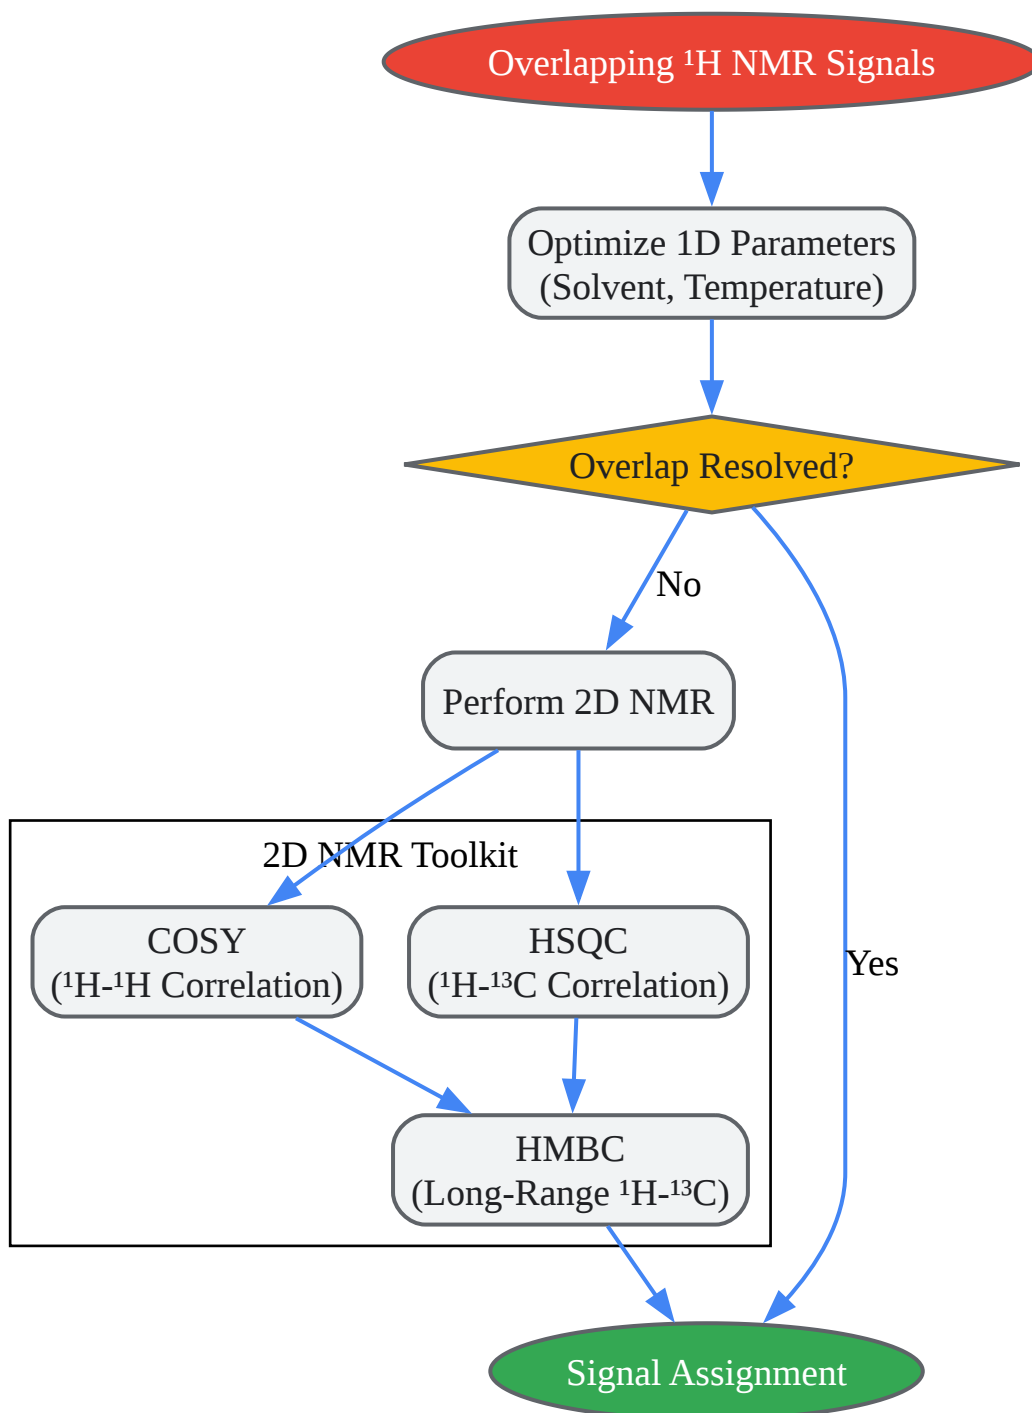 Overlapping ¹H NMR Signals
Optimize 1D Parameters
(Solvent, Temperature)
Overlap Resolved?
No
Perform 2D NMR
2D NMR Toolkit
COSY
(¹H-¹H Correlation)
HSQC
(¹H-¹³C Correlation)
Yes
HMBC
(Long-Range ¹H-¹³C)
Signal Assignment